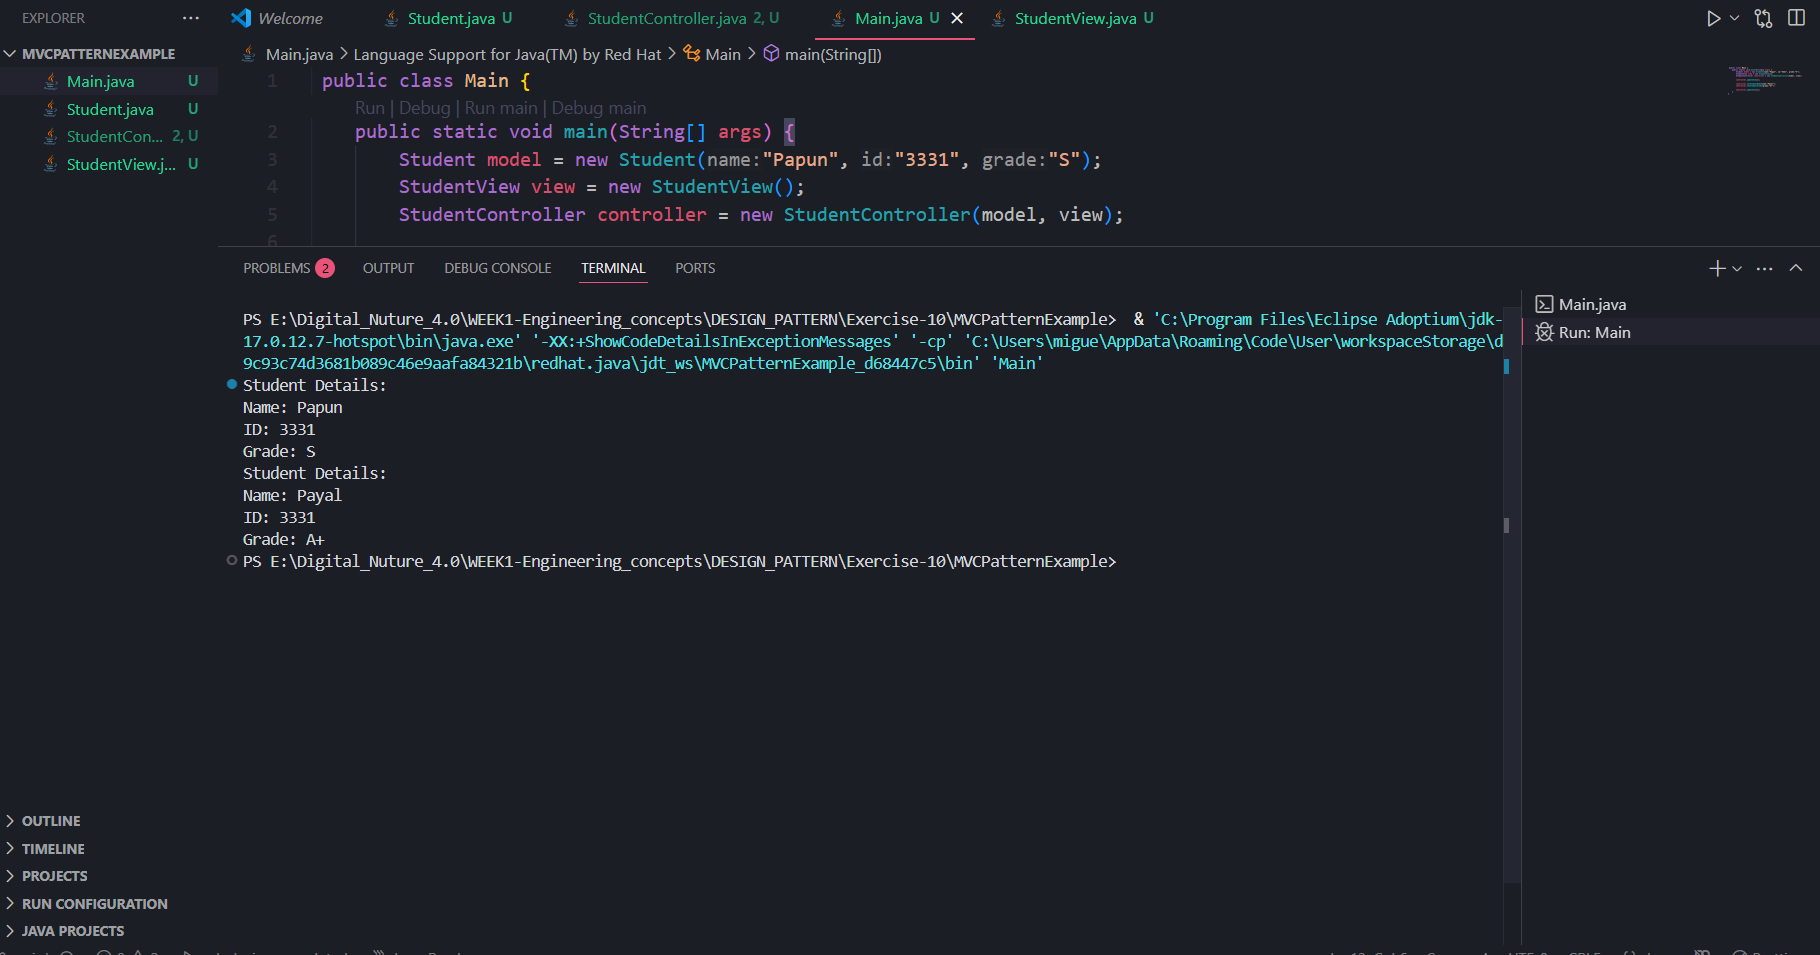 EXPLORER
Welcome
Student.java U
StudentController.java 2, U
Main.java U
StudentView.java U
MVCPATTERNEXAMPLE
Main.java U
Student.java U
StudentCon... 2, U
StudentView.j... U
Main.java > Language Support for Java(TM) by Red Hat > Main > main(String[])
1 public class Main {
Run | Debug | Run main | Debug main
2 public static void main(String[] args) {
3 Student model = new Student(name:"Papun", id:"3331", grade:"S");
4 StudentView view = new StudentView();
5 StudentController controller = new StudentController(model, view);
6
PROBLEMS 2 OUTPUT DEBUG CONSOLE TERMINAL PORTS
PS E:\Digital_Nuture_4.0\WEEK1-Engineering_concepts\DESIGN_PATTERN\Exercise-10\MVCPatternExample> & 'C:\Program Files\Eclipse Adoptium\jdk-
17.0.12.7-hotspot\bin\java.exe' '-XX:+ShowCodeDetailsInExceptionMessages' '-cp' 'C:\Users\migue\AppData\Roaming\Code\User\workspaceStorage\d
9c93c74d3681b089c46e9aafa84321b\redhat.java\jdt_ws\MVCPatternExample_d68447c5\bin' 'Main'
Student Details:
Name: Papun
ID: 3331
Grade: S
Student Details:
Name: Payal
ID: 3331
Grade: A+
PS E:\Digital_Nuture_4.0\WEEK1-Engineering_concepts\DESIGN_PATTERN\Exercise-10\MVCPatternExample>
Main.java
Run: Main
OUTLINE
TIMELINE
PROJECTS
RUN CONFIGURATION
JAVA PROJECTS